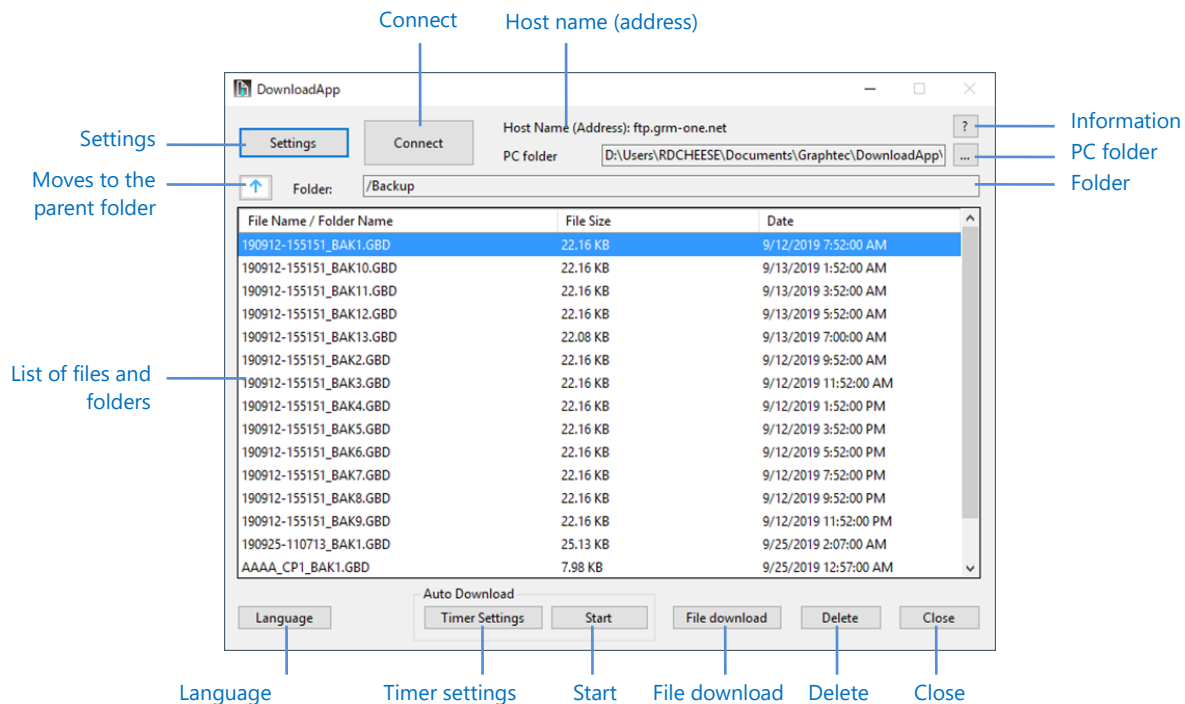 Connect
Host name (address)
DownloadApp
Settings
Settings
Connect
Host Name (Address): ftp.grm-one.net
?
Information
PC folder
D:\Users\RDCHEESE\Documents\Graphtec\DownloadApp\
...
PC folder
Moves to the
parent folder
Folder:
/Backup
Folder
File Name / Folder Name File Size Date
190912-155151_BAK1.GBD 22.16 KB 9/12/2019 7:52:00 AM
190912-155151_BAK10.GBD 22.16 KB 9/13/2019 1:52:00 AM
190912-155151_BAK11.GBD 22.16 KB 9/13/2019 3:52:00 AM
190912-155151_BAK12.GBD 22.16 KB 9/13/2019 5:52:00 AM
190912-155151_BAK13.GBD 22.08 KB 9/13/2019 7:00:00 AM
190912-155151_BAK2.GBD 22.16 KB 9/12/2019 9:52:00 AM
190912-155151_BAK3.GBD 22.16 KB 9/12/2019 11:52:00 AM
190912-155151_BAK4.GBD 22.16 KB 9/12/2019 1:52:00 PM
190912-155151_BAK5.GBD 22.16 KB 9/12/2019 3:52:00 PM
190912-155151_BAK6.GBD 22.16 KB 9/12/2019 5:52:00 PM
190912-155151_BAK7.GBD 22.16 KB 9/12/2019 7:52:00 PM
190912-155151_BAK8.GBD 22.16 KB 9/12/2019 9:52:00 PM
190912-155151_BAK9.GBD 22.16 KB 9/12/2019 11:52:00 PM
190925-110713_BAK1.GBD 25.13 KB 9/25/2019 2:07:00 AM
AAAA_CP1_BAK1.GBD 7.98 KB 9/25/2019 12:57:00 AM
List of files and
folders
Auto Download
Language Timer Settings Start File download Delete Close
Language Timer settings Start File download Delete Close